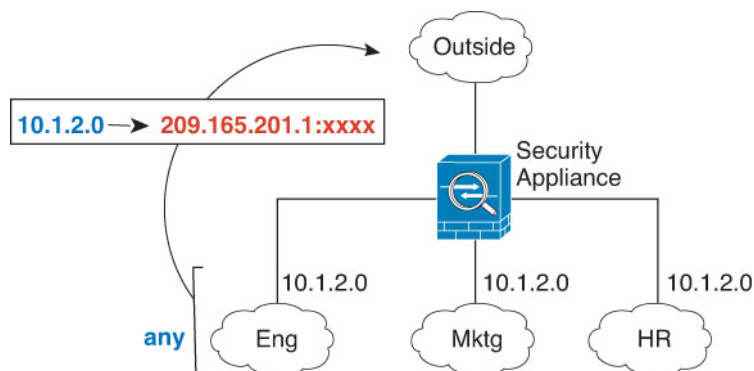 Outside
10.1.2.0 209.165.201.1:xxxx
Security
Appliance
10.1.2.0 10.1.2.0 10.1.2.0
any Eng Mktg HR